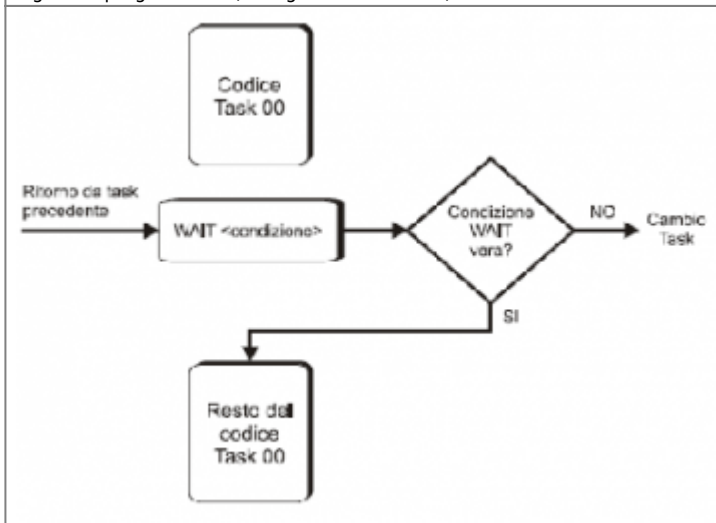 Codice
Task 00
Ritorno da task
precedente
WAIT <condizione>
Condizione
WAIT
vera?
NO
Cambio
Task
SI
Resto del
codice
Task 00